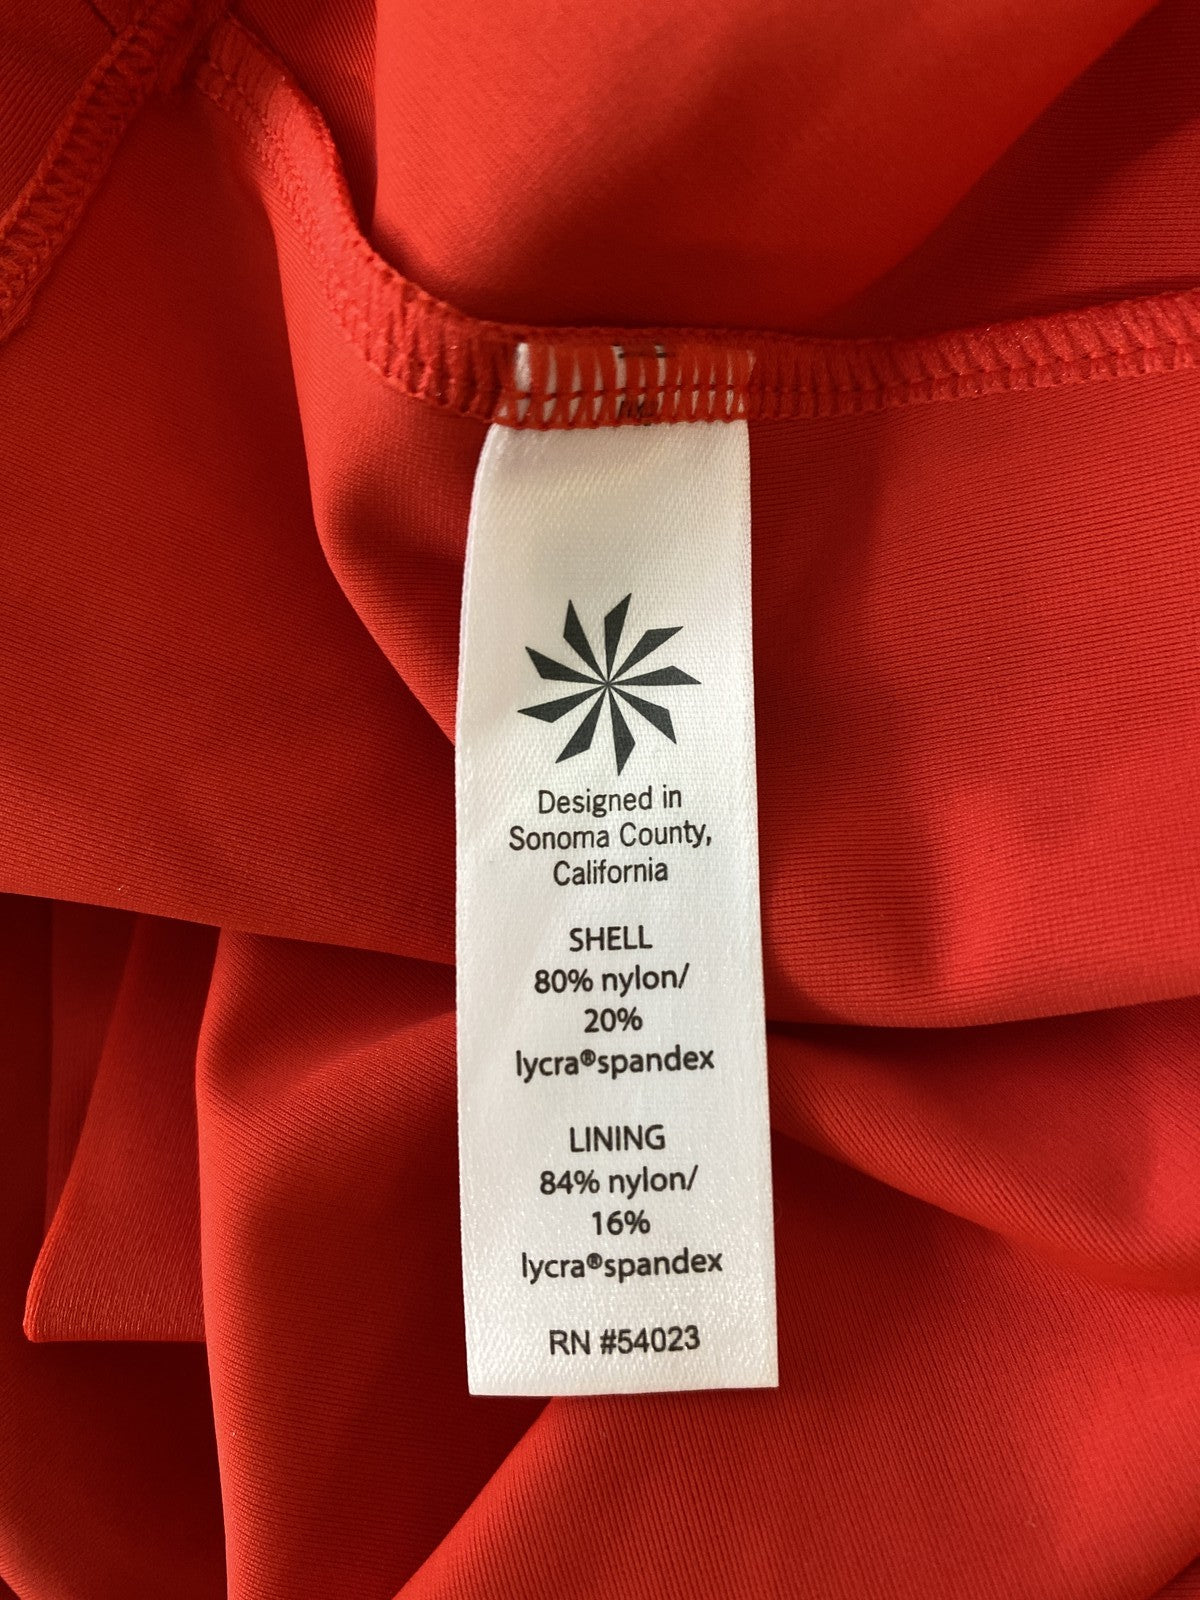 Designed in
Sonoma County,
California
SHELL
80% nylon/
20%
lycra®spandex
LINING
84% nylon/
16%
lycra®spandex
RN #54023